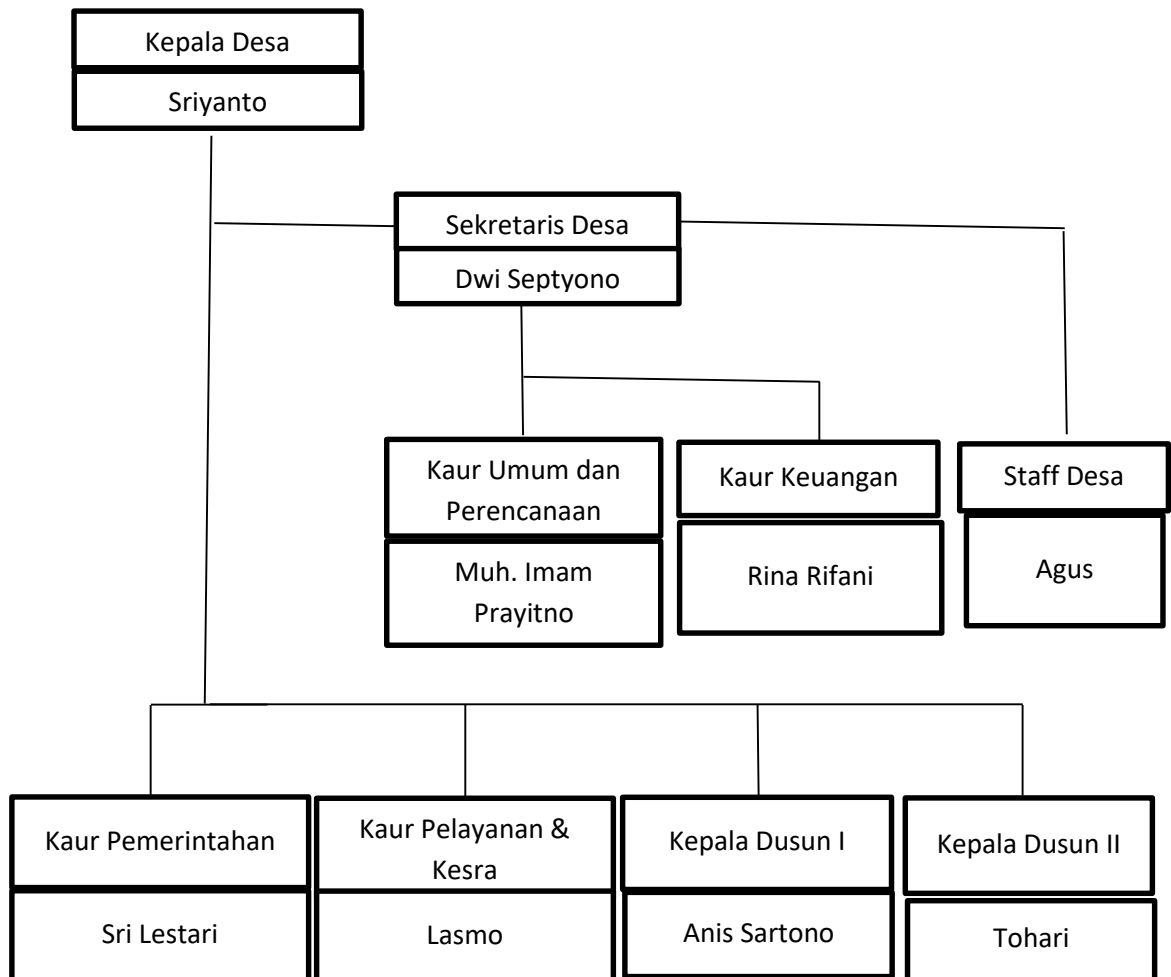 Kepala Desa
Sriyanto
Sekretaris Desa
Dwi Septyono
Kaur Umum dan
Perencanaan
Muh. Imam
Prayitno
Kaur Keuangan
Rina Rifani
Staff Desa
Agus
Kaur Pemerintahan
Sri Lestari
Kaur Pelayanan &
Kesra
Lasmo
Kepala Dusun I
Anis Sartono
Kepala Dusun II
Tohari